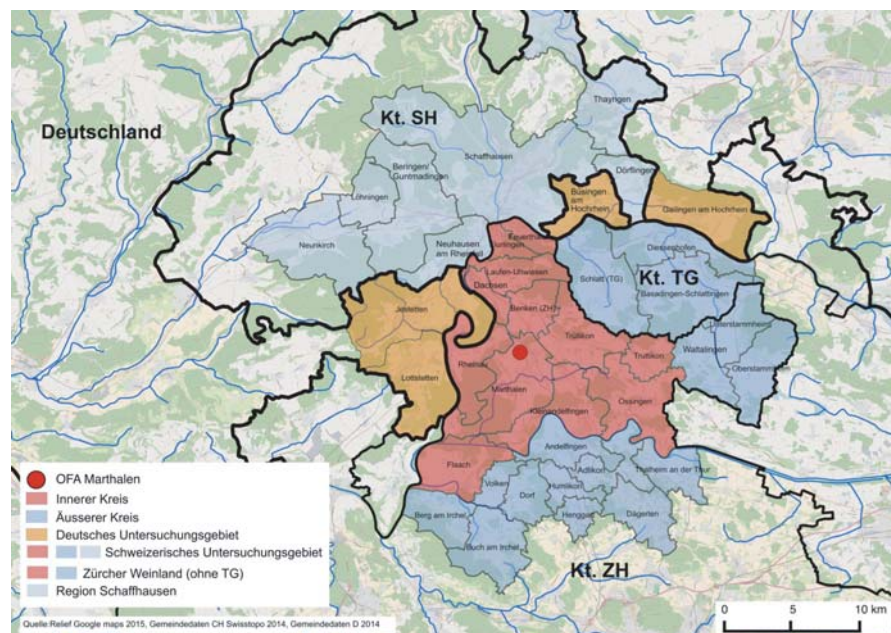 Deutschland
Kt. SH
Thayngen
Schaffhausen
Beringen/
Guntmadingen
Dörflingen
Löhningen
Büsingen
am
Hochrhein
Gailingen am Hochrhein
Neunkirch
Neuhausen
am Rheinfall
Feuerthalen
Diessenhofen
Laufen-Uhwiesen
Dachsen
Schlatt (TG)
Kt. TG
Basadingen-Schlattingen
Benken (ZH)
Jestetten
Trüllikon
Truttikon
Unterstammheim
Waltalingen
Oberstammheim
Lottstetten
Rheinau
Marthalen
Ossingen
Kleinandelfingen
Andelfingen
Flaach
Adlikon
Thalheim an der Thur
Volken
Humlikon
Dorf
Berg am Irchel
Henggart
Dägerlen
Buch am Irchel
Kt. ZH
OFA Marthalen
Innerer Kreis
Äusserer Kreis
Deutsches Untersuchungsgebiet
Schweizerisches Untersuchungsgebiet
Zürcher Weinland (ohne TG)
Region Schaffhausen
0 5 10 km
Quelle:Relief Google maps 2015, Gemeindedaten CH Swisstopo 2014, Gemeindedaten D 2014